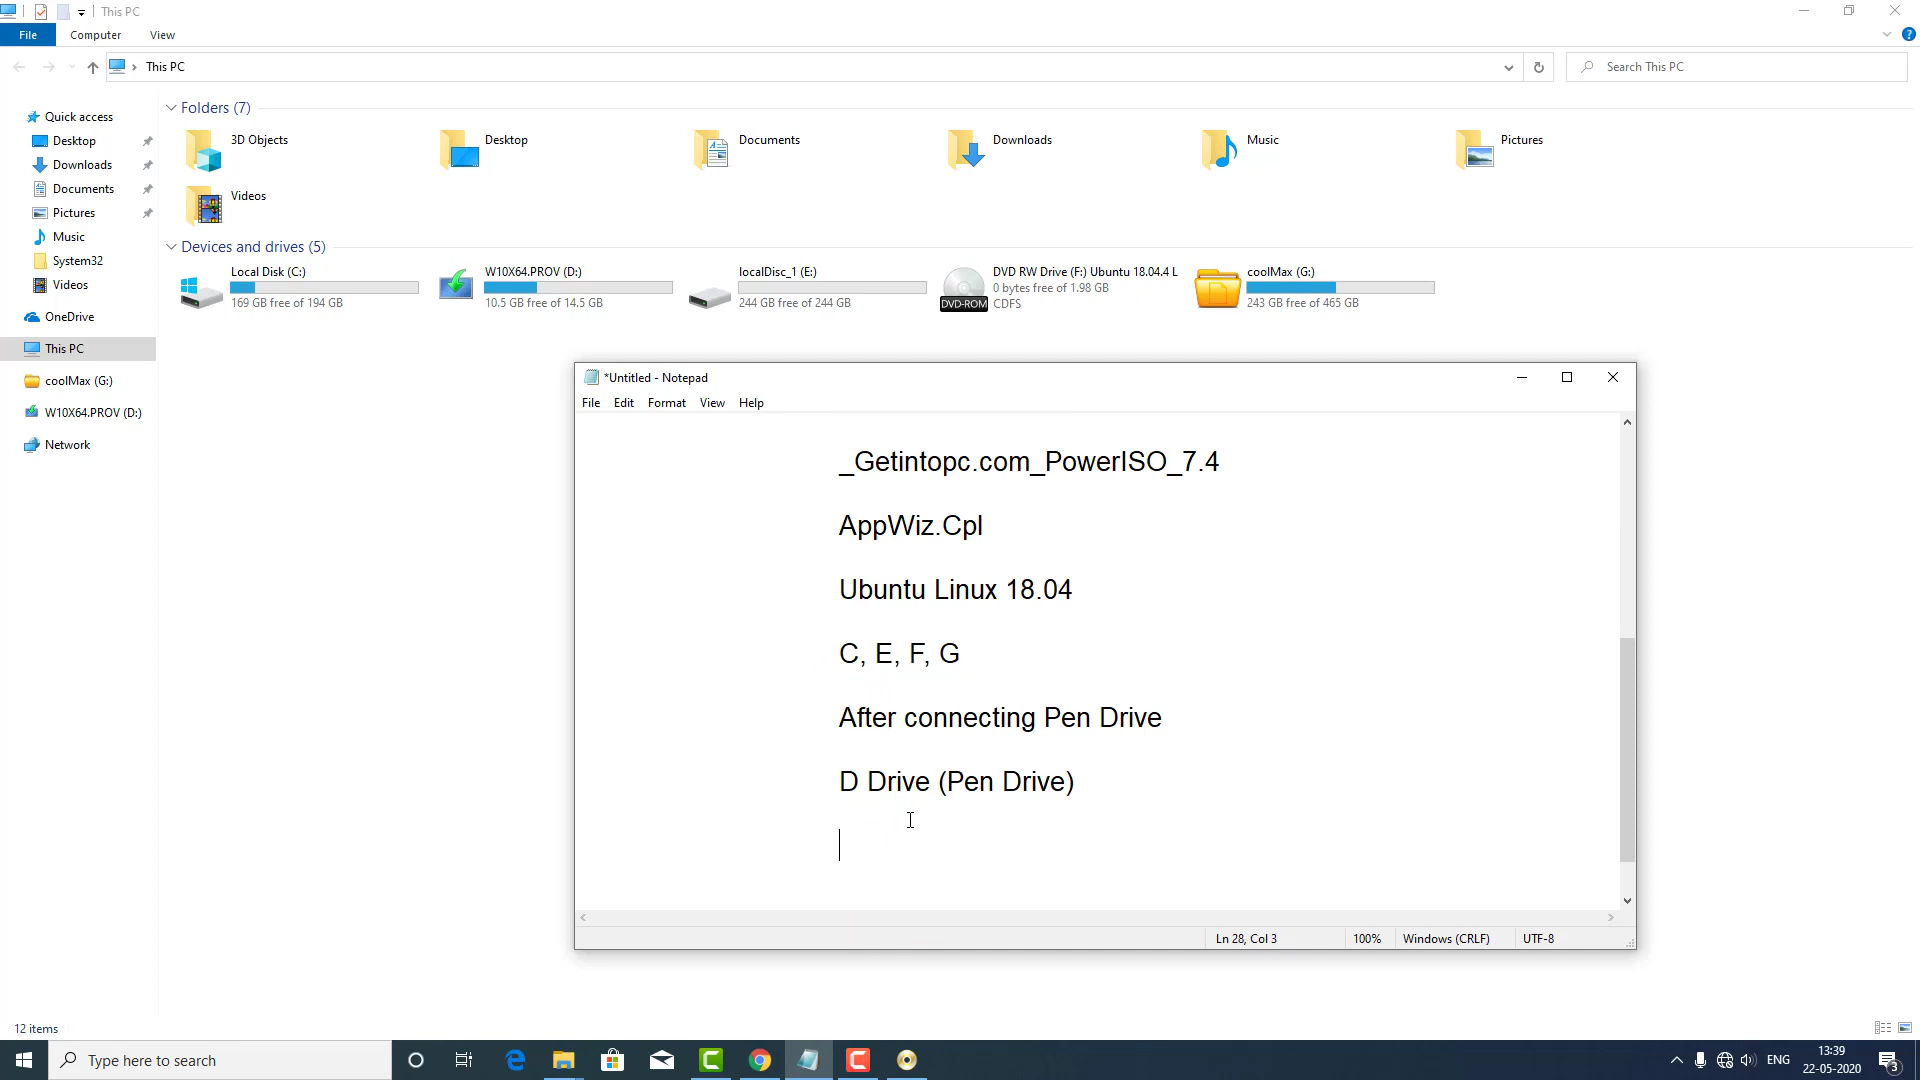 This PC
File Computer View
This PC
Search This PC
Quick access
Desktop
Downloads
Documents
Pictures
Music
System32
Videos
OneDrive
This PC
coolMax (G:)
W10X64.PROV (D:)
Network
Folders (7)
3D Objects
Desktop
Documents
Downloads
Music
Pictures
Videos
Devices and drives (5)
Local Disk (C:)
169 GB free of 194 GB
W10X64.PROV (D:)
10.5 GB free of 14.5 GB
localDisc_1 (E:)
244 GB free of 244 GB
DVD-ROM
DVD RW Drive (F:) Ubuntu 18.04.4 L
0 bytes free of 1.98 GB
CDFS
coolMax (G:)
243 GB free of 465 GB
*Untitled - Notepad
File Edit Format View Help
_Getintopc.com_PowerISO_7.4
AppWiz.Cpl
Ubuntu Linux 18.04
C, E, F, G
After connecting Pen Drive
D Drive (Pen Drive)
Ln 28, Col 3 100% Windows (CRLF) UTF-8
12 items
Type here to search
ENG
13:39
22-05-2020
3